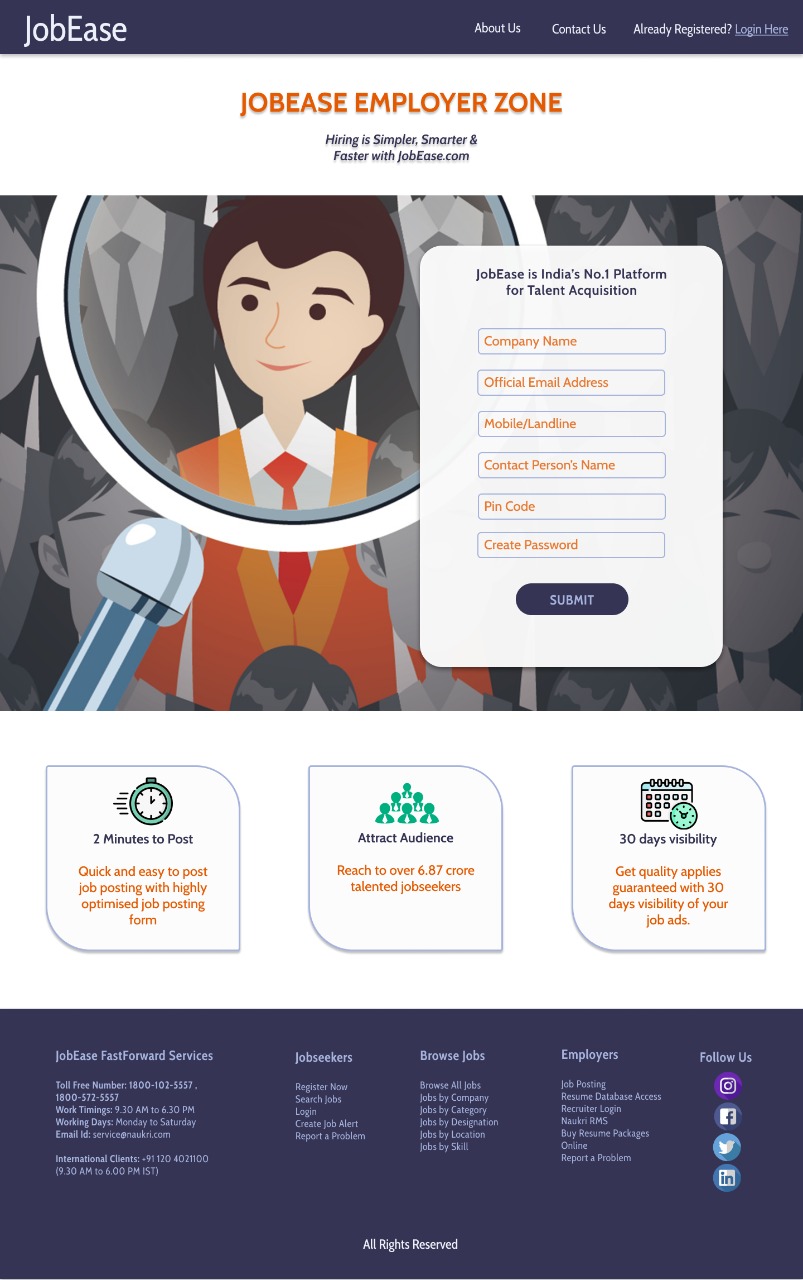 JobEase
About Us
Contact Us
Already Registered? Login Here
JOBEASE EMPLOYER ZONE
Hiring is Simpler, Smarter &
Faster with JobEase.com
JobEase is India's No.1 Platform
for Talent Acquisition
Company Name
Official Email Address
Mobile/Landline
Contact Person's Name
Pin Code
Create Password
SUBMIT
2 Minutes to Post
Quick and easy to post
job posting with highly
optimised job posting
form
Attract Audience
Reach to over 6.87 crore
talented jobseekers
30 days visibility
Get quality applies
guaranteed with 30
days visibility of your
job ads.
JobEase FastForward Services
Toll Free Number: 1800-102-5557 ,
1800-572-5557
Work Timings: 9.30 AM to 6.30 PM
Working Days: Monday to Saturday
Email Id: service@naukri.com
International Clients: +91 120 4021100
(9.30 AM to 6.00 PM IST)
Jobseekers
Register Now
Search Jobs
Login
Create Job Alert
Report a Problem
Browse Jobs
Browse All Jobs
Jobs by Company
Jobs by Category
Jobs by Designation
Jobs by Location
Jobs by Skill
Employers
Job Posting
Resume Database Access
Recruiter Login
Naukri RMS
Buy Resume Packages
Online
Report a Problem
Follow Us
All Rights Reserved